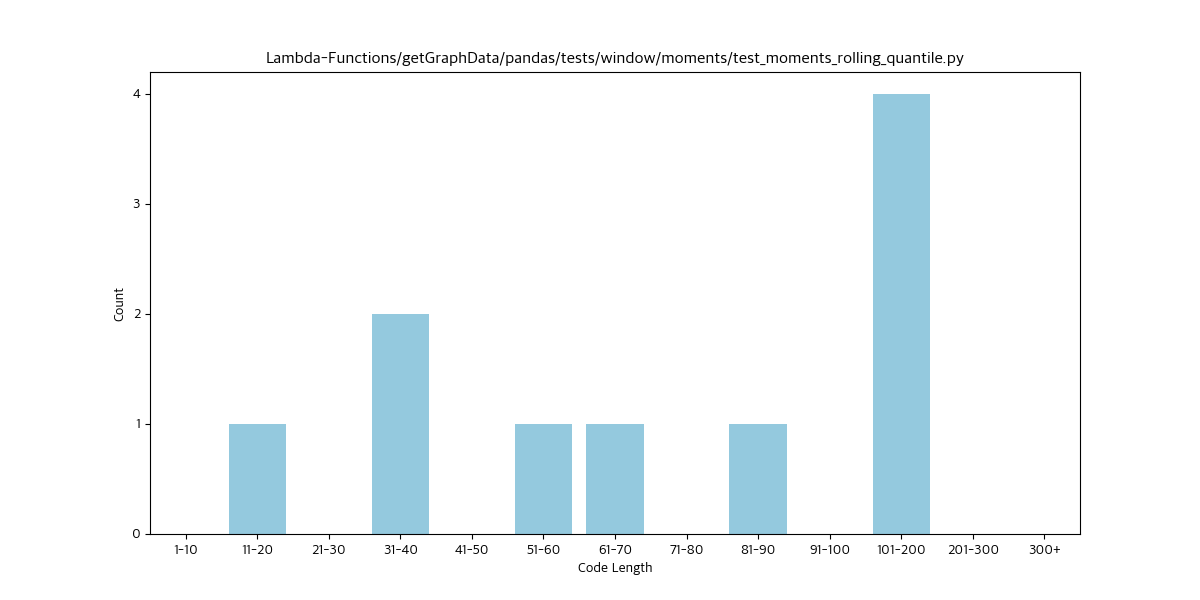 Lambda-Functions/getGraphData/pandas/tests/window/moments/test_moments_rolling_quantile.py
4
3
2
1
0
Count
1-10 11-20 21-30 31-40 41-50 51-60 61-70 71-80 81-90 91-100 101-200 201-300 300+
Code Length